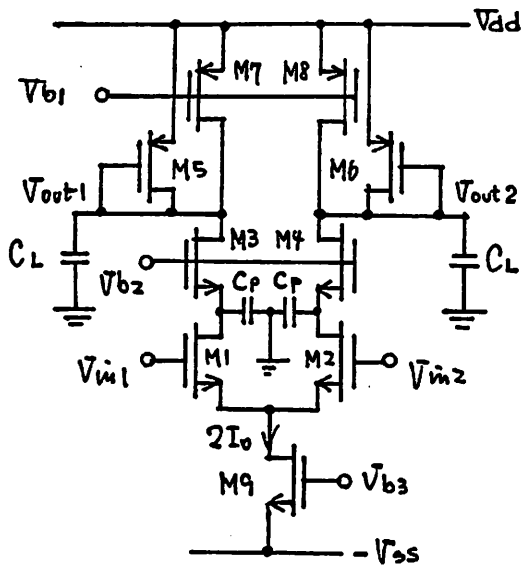 Vdd
M7 M8
Vb1
M5 M6
Vout1 Vout2
M3 M4
CL CL
Vb2
Cp Cp
Vin1 M1 M2 Vin2
2I0
M9 Vb3
-Vss